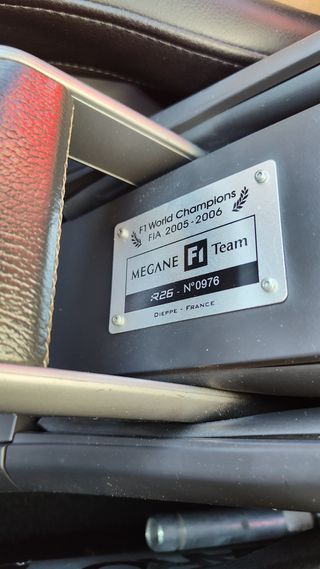 F1 World Champions
FIA 2005-2006
MEGANE F1 Team
R26 - N°0976
DIEPPE - FRANCE